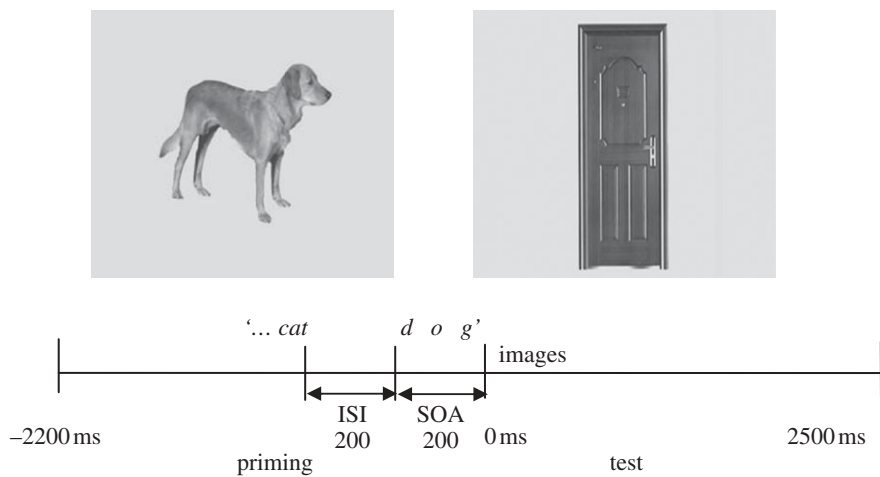 ‘… cat
d o g’
images
ISI
SOA
200
200
–2200 ms
0 ms
2500 ms
priming
test